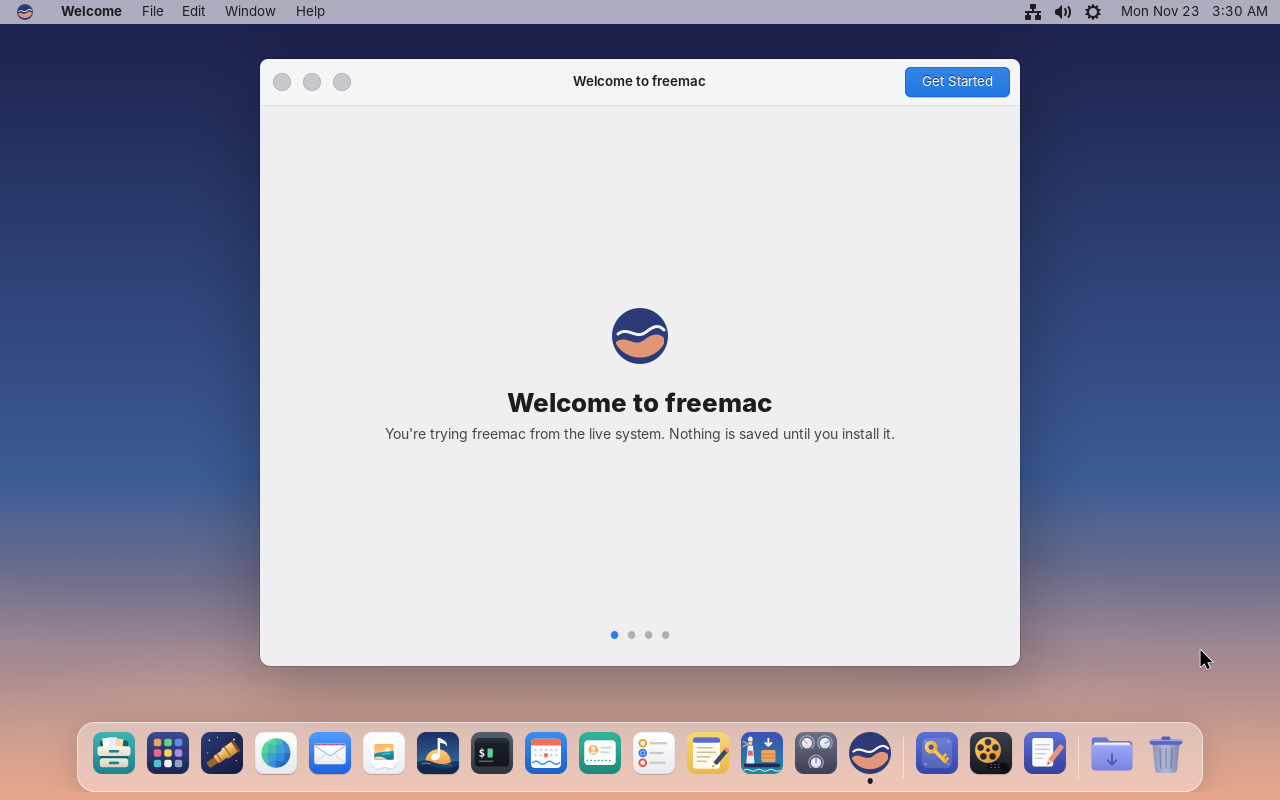 Welcome File Edit Window Help Mon Nov 23 3:30 AM
Welcome to freemac Get Started
Welcome to freemac
You're trying freemac from the live system. Nothing is saved until you install it.
$